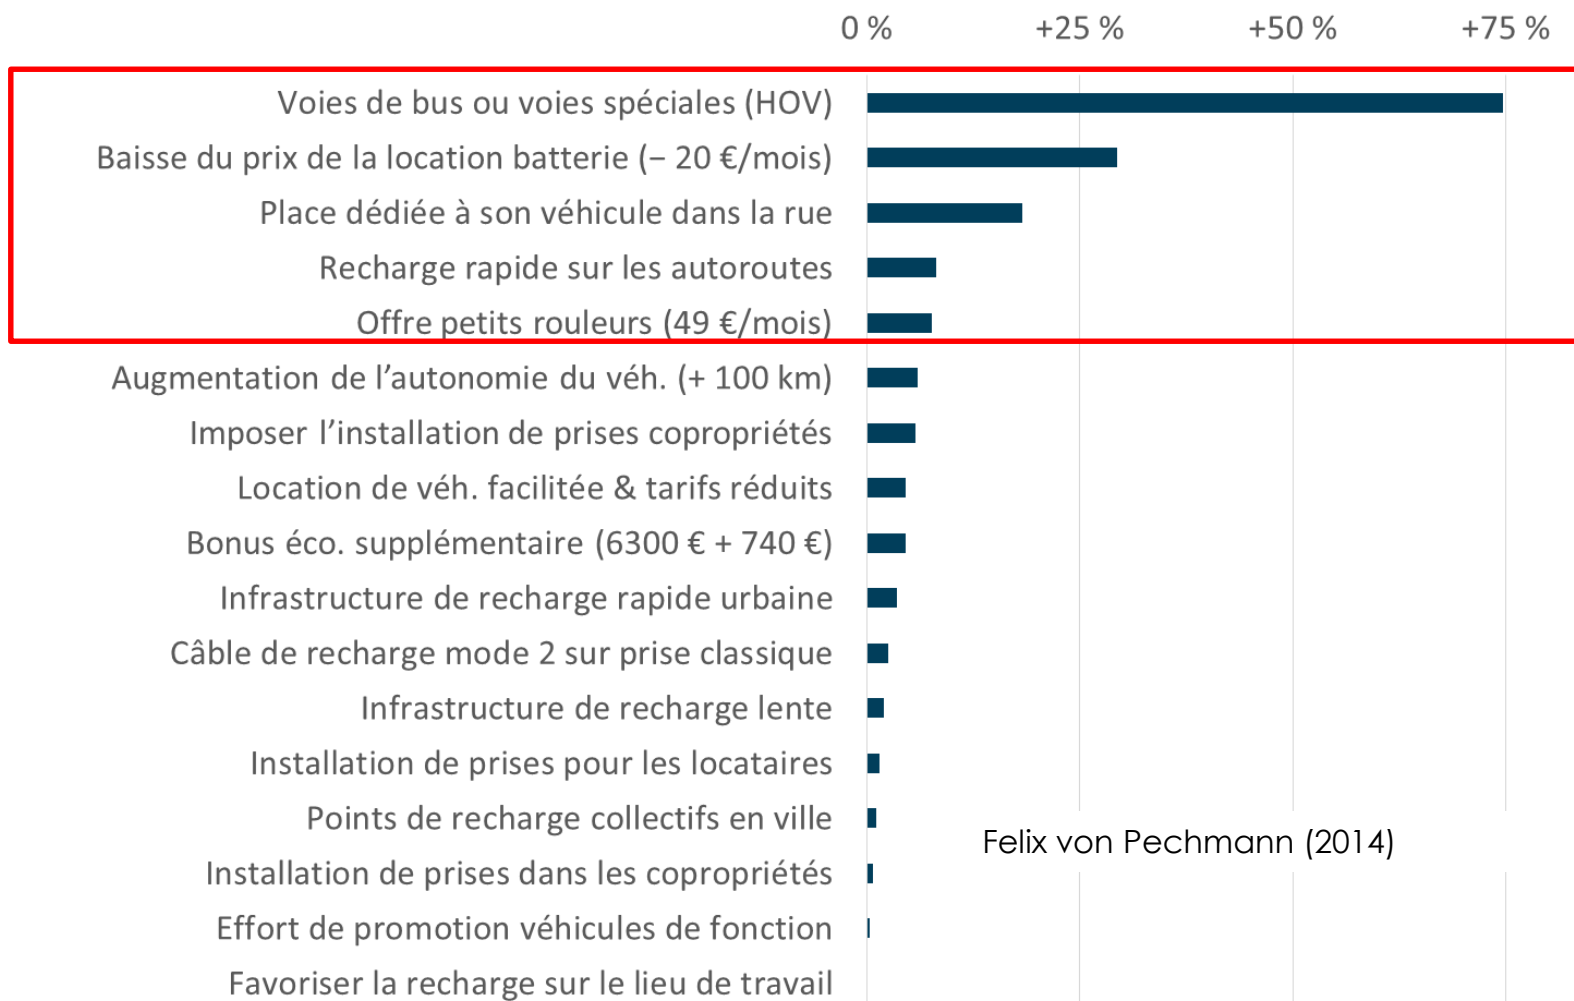 0 % +25 % +50 % +75 %
Voies de bus ou voies spéciales (HOV)
Baisse du prix de la location batterie (− 20 €/mois)
Place dédiée à son véhicule dans la rue
Recharge rapide sur les autoroutes
Offre petits rouleurs (49 €/mois)
Augmentation de l’autonomie du véh. (+ 100 km)
Imposer l’installation de prises copropriétés
Location de véh. facilitée & tarifs réduits
Bonus éco. supplémentaire (6300 € + 740 €)
Infrastructure de recharge rapide urbaine
Câble de recharge mode 2 sur prise classique
Infrastructure de recharge lente
Installation de prises pour les locataires
Points de recharge collectifs en ville
Felix von Pechmann (2014)
Installation de prises dans les copropriétés
Effort de promotion véhicules de fonction
Favoriser la recharge sur le lieu de travail